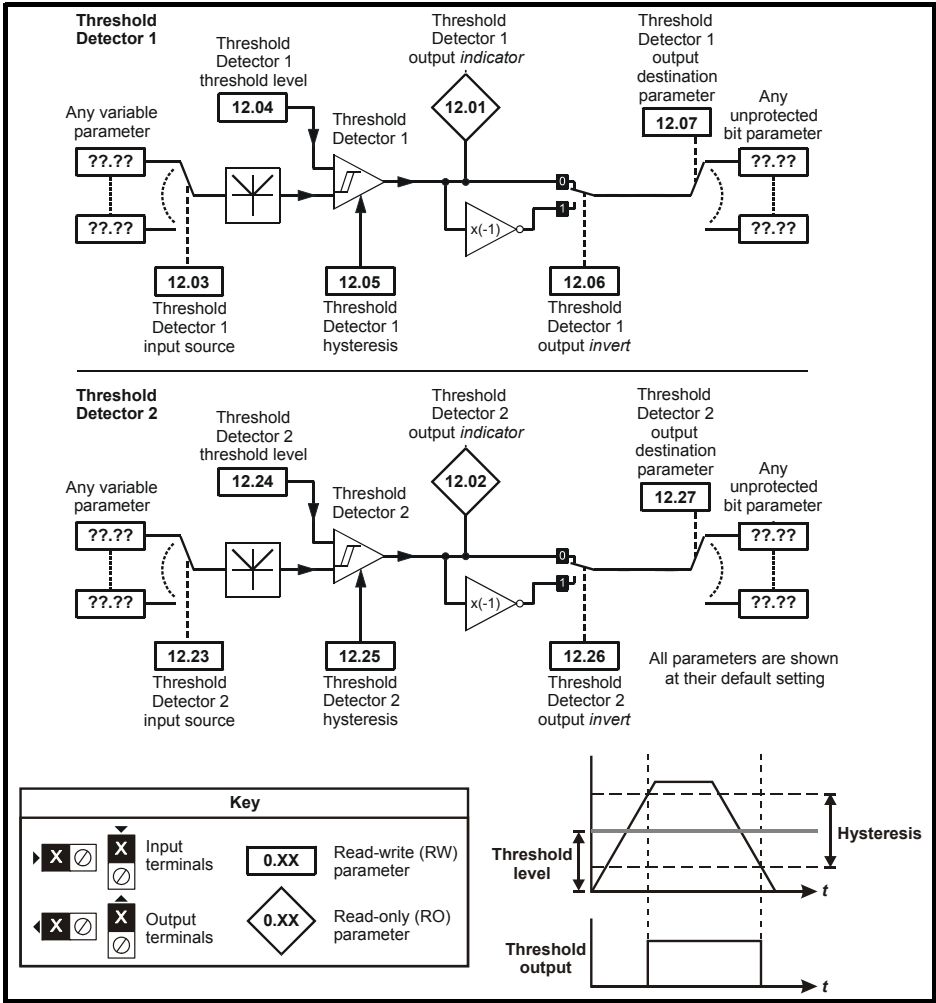 Threshold
Detector 1
Threshold
Detector 1
threshold level
12.04
Threshold
Detector 1
output indicator
12.01
Threshold
Detector 1
output
destination
parameter
12.07
Any variable
parameter
??.??
??.??
Threshold
Detector 1
Any
unprotected
bit parameter
??.??
??.??
0
1
x(-1)
12.03
Threshold
Detector 1
input source
12.05
Threshold
Detector 1
hysteresis
12.06
Threshold
Detector 1
output invert
Threshold
Detector 2
Threshold
Detector 2
threshold level
12.24
Threshold
Detector 2
output indicator
12.02
Threshold
Detector 2
output
destination
parameter
12.27
Any variable
parameter
??.??
??.??
Threshold
Detector 2
Any
unprotected
bit parameter
??.??
??.??
0
1
x(-1)
12.23
Threshold
Detector 2
input source
12.25
Threshold
Detector 2
hysteresis
12.26
Threshold
Detector 2
output invert
All parameters are shown
at their default setting
Key
X
X
Input
terminals
0.XX
Read-write (RW)
parameter
X
X
Output
terminals
0.XX
Read-only (RO)
parameter
Threshold
level
Hysteresis
t
Threshold
output
t